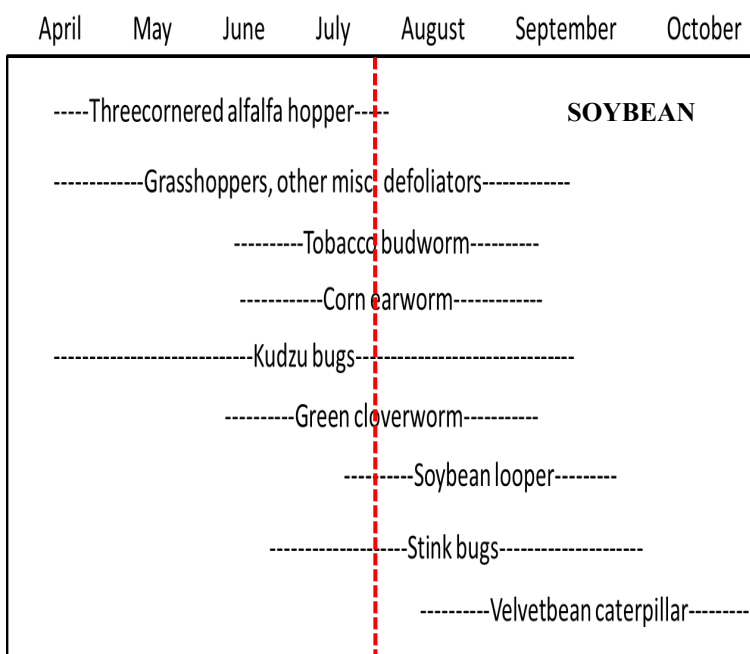 April May June July August September October
-----Threecornered alfalfa hopper-----
SOYBEAN
-------------Grasshoppers, other misc. defoliators-------------
----------Tobacco budworm----------
------------Corn earworm-------------
-----------------------------Kudzu bugs--------------------------------
----------Green cloverworm-----------
----------Soybean looper---------
--------------------Stink bugs---------------------
----------Velvetbean caterpillar---------